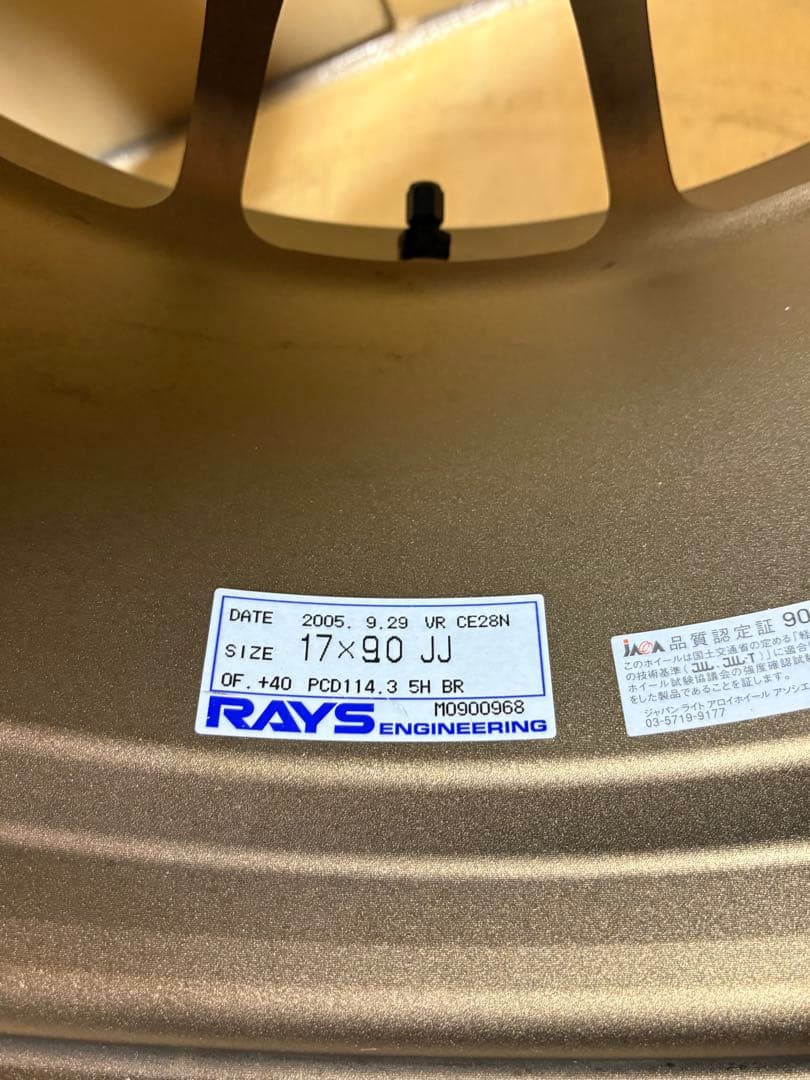 DATE 2005. 9.29 VR CE28N
SIZE 17×9.0 JJ
OF. +40 PCD114.3 5H BR
M0900968
RAYS ENGINEERING
JAWA 品質認定証 90
このホイールは国土交通省の定める「軽
の技術基準(JWL.JWL-T)」に適合
ホイール試験協議会の強度確認試験
をした製品であることを証します。
ジャパン ライト アロイホイール アソシエ
03-5719-9177